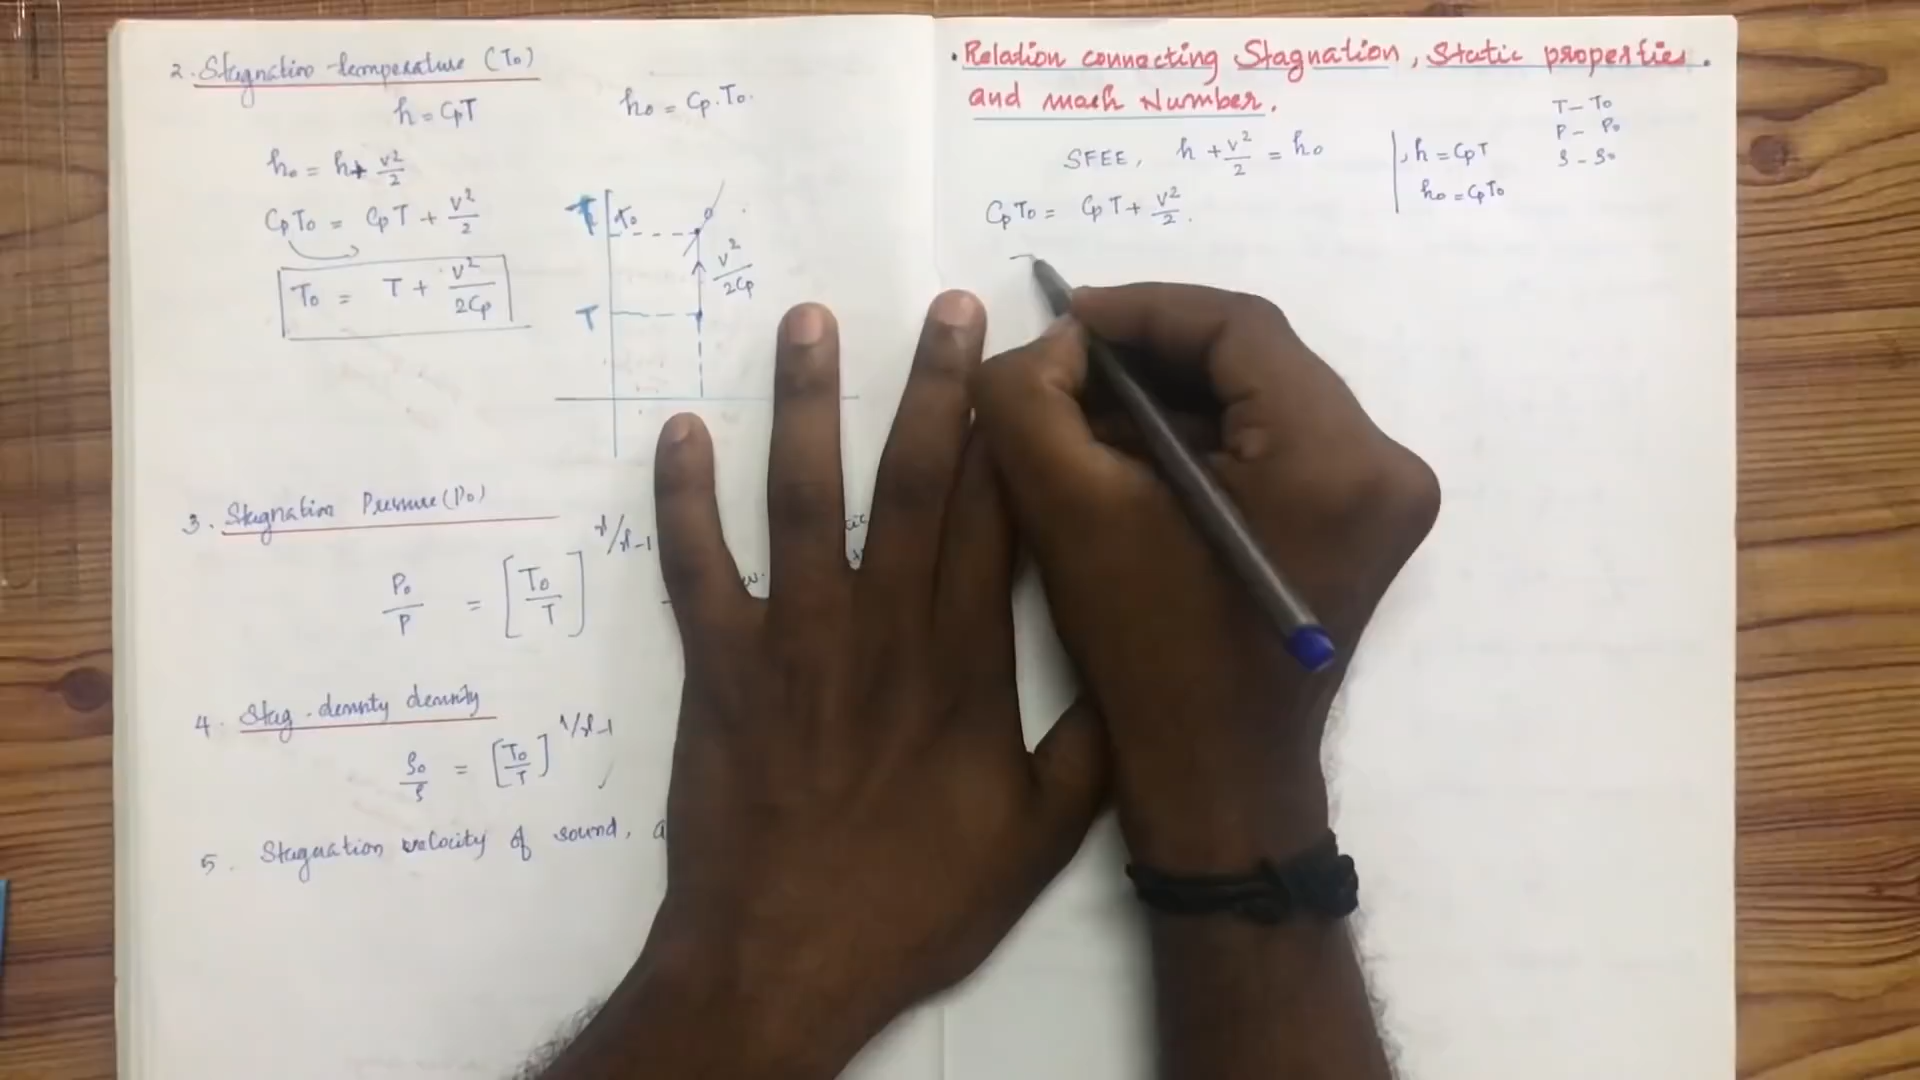 2. Stagnation temperature (T₀)
h = CpT
h₀ = Cp.T₀.
h₀ = h + v²/2
CpT₀ = CpT + v²/2
T₀ = T + v²/2Cp
T T₀
v²/2Cp
T
3. Stagnation Pressure (P₀)
P₀/P = [T₀/T]^γ/γ-1
4. Stag. density density
ρ₀/ρ = [T₀/T]^1/γ-1
5. Stagnation velocity of sound, a
• Relation connecting Stagnation, Static properties.
and mach Number.
T – T₀
P – P₀
ρ – ρ₀
SFEE, h + v²/2 = h₀
, h = CpT
h₀ = CpT₀
CpT₀ = CpT + v²/2.